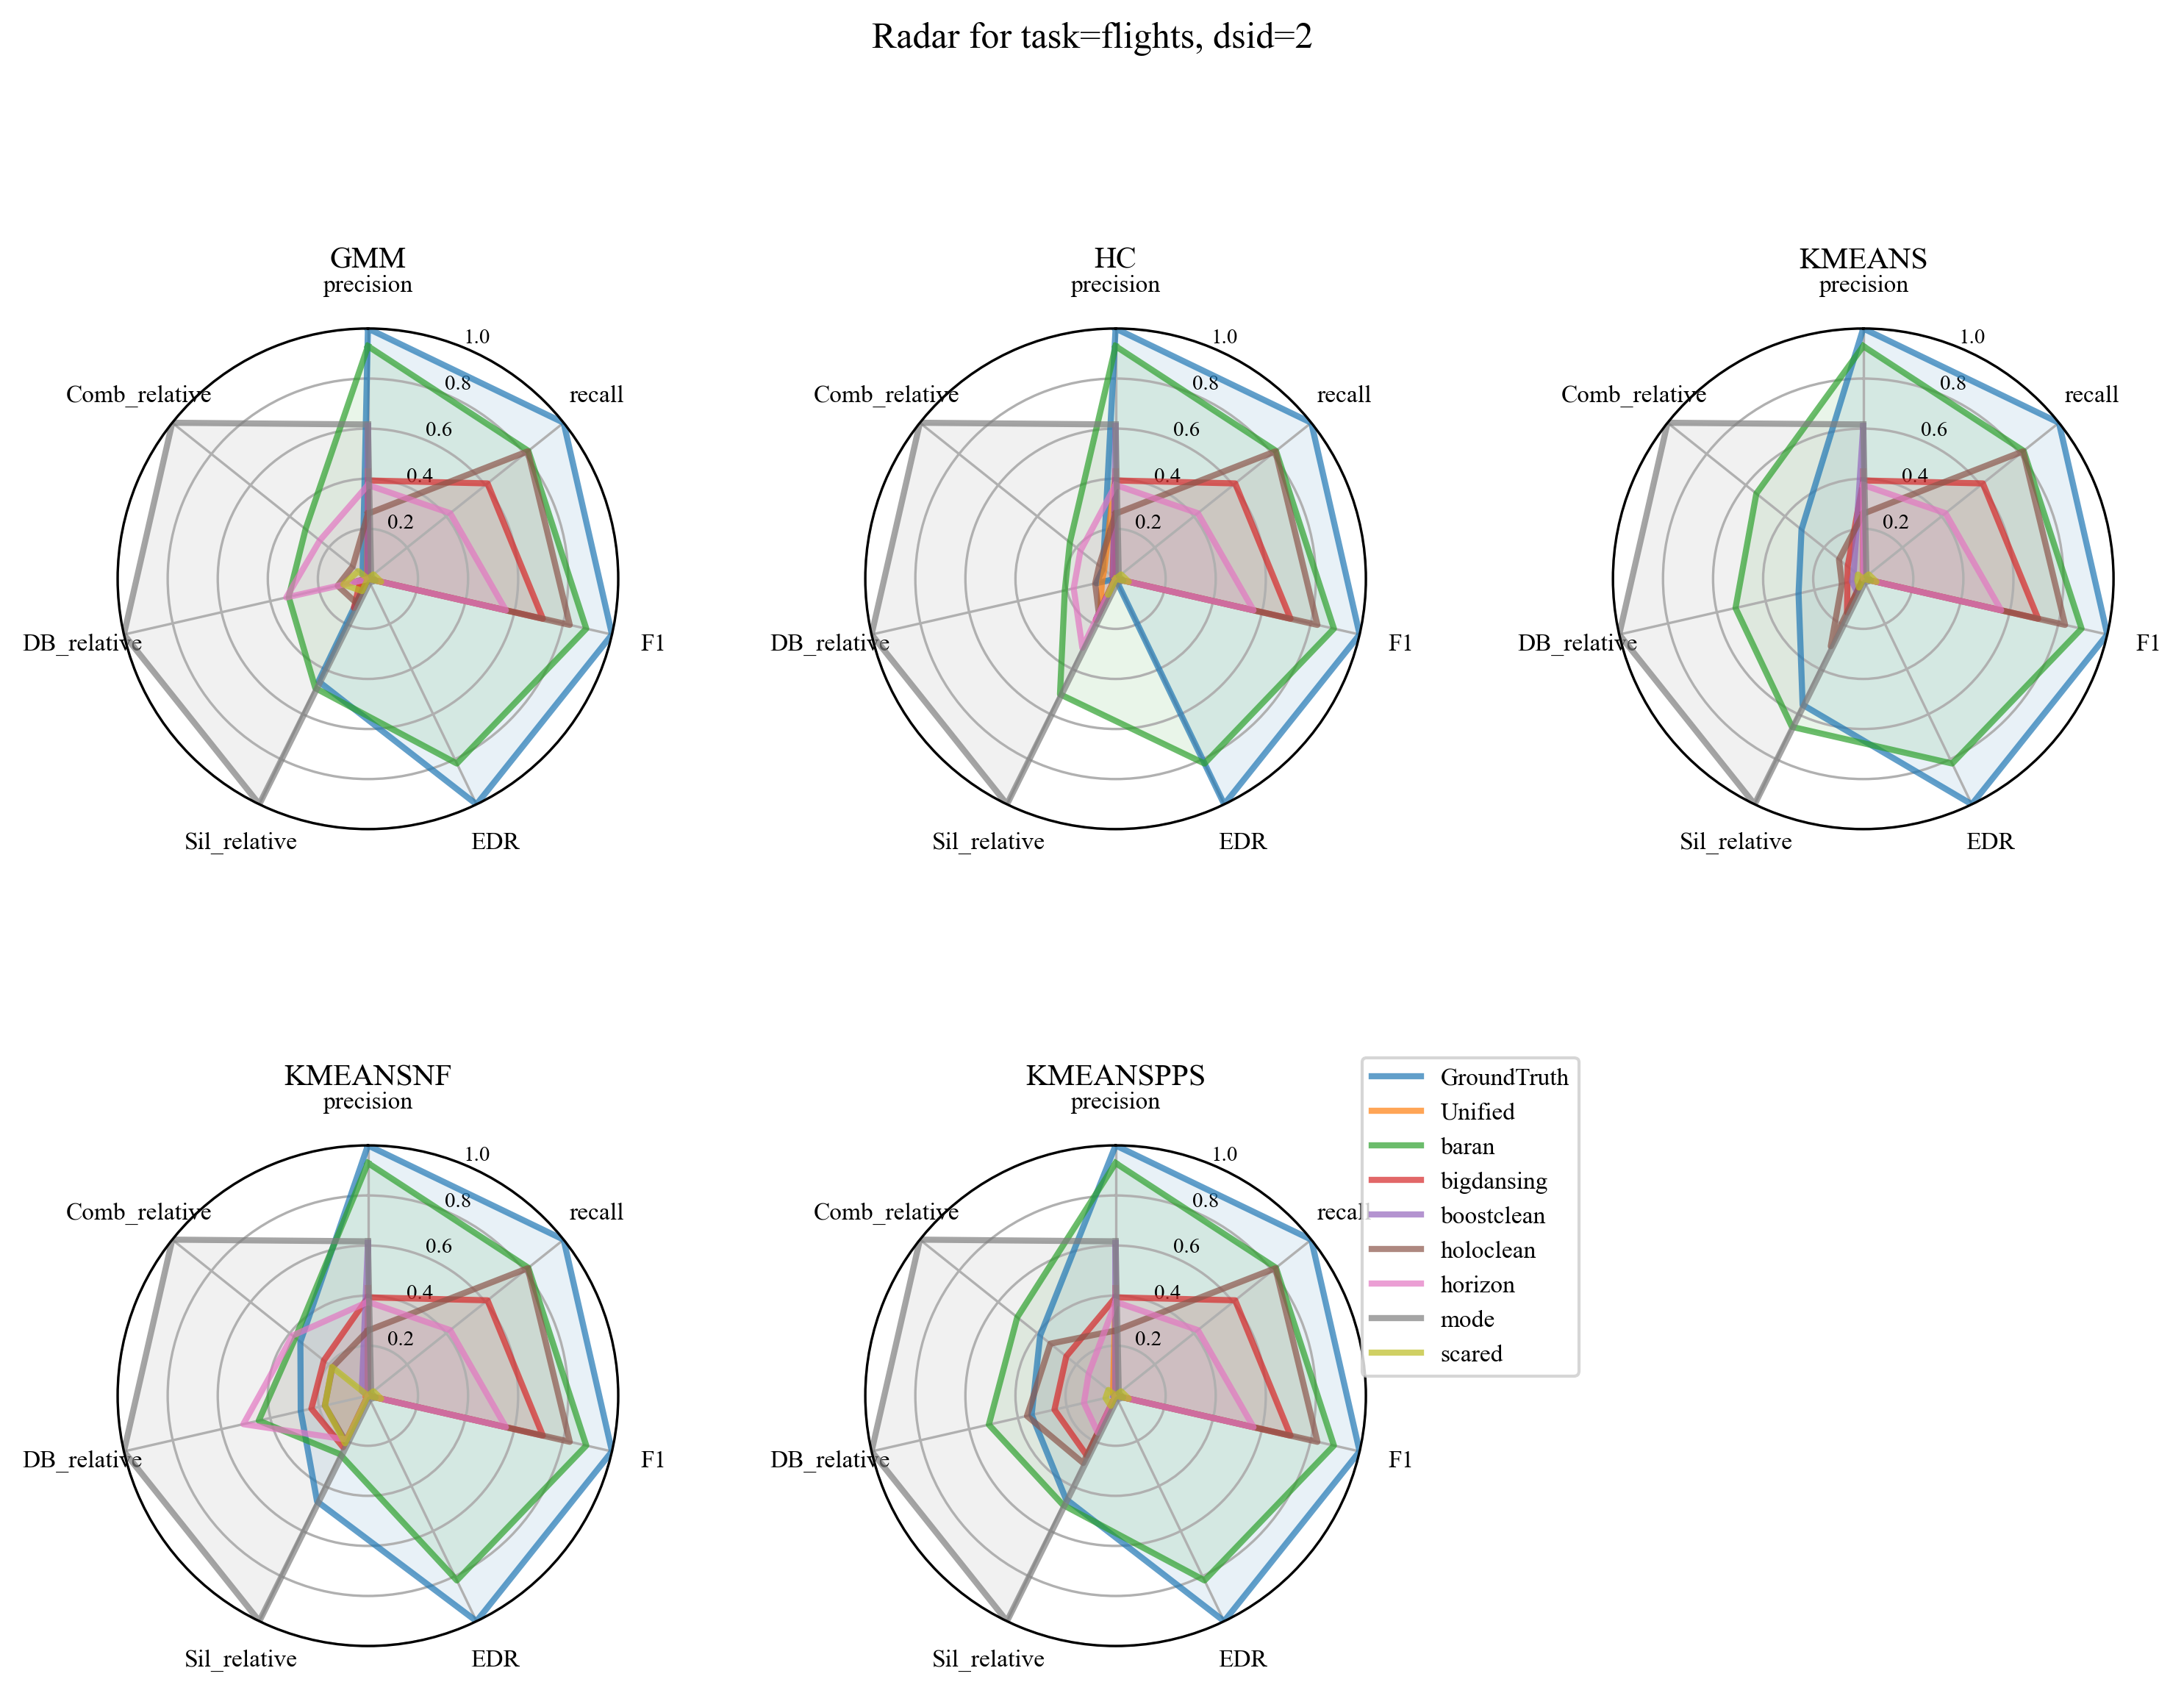 Radar for task=flights, dsid=2
GMM
precision
1.0
0.8
0.6
0.4
0.2
recall
Comb_relative
DB_relative
F1
Sil_relative
EDR
HC
precision
1.0
0.8
0.6
0.4
0.2
recall
Comb_relative
DB_relative
F1
Sil_relative
EDR
KMEANS
precision
1.0
0.8
0.6
0.4
0.2
recall
Comb_relative
DB_relative
F1
Sil_relative
EDR
KMEANSNF
precision
1.0
0.8
0.6
0.4
0.2
recall
Comb_relative
DB_relative
F1
Sil_relative
EDR
KMEANSPPS
precision
1.0
0.8
0.6
0.4
0.2
recall
Comb_relative
DB_relative
F1
Sil_relative
EDR
GroundTruth
Unified
baran
bigdansing
boostclean
holoclean
horizon
mode
scared